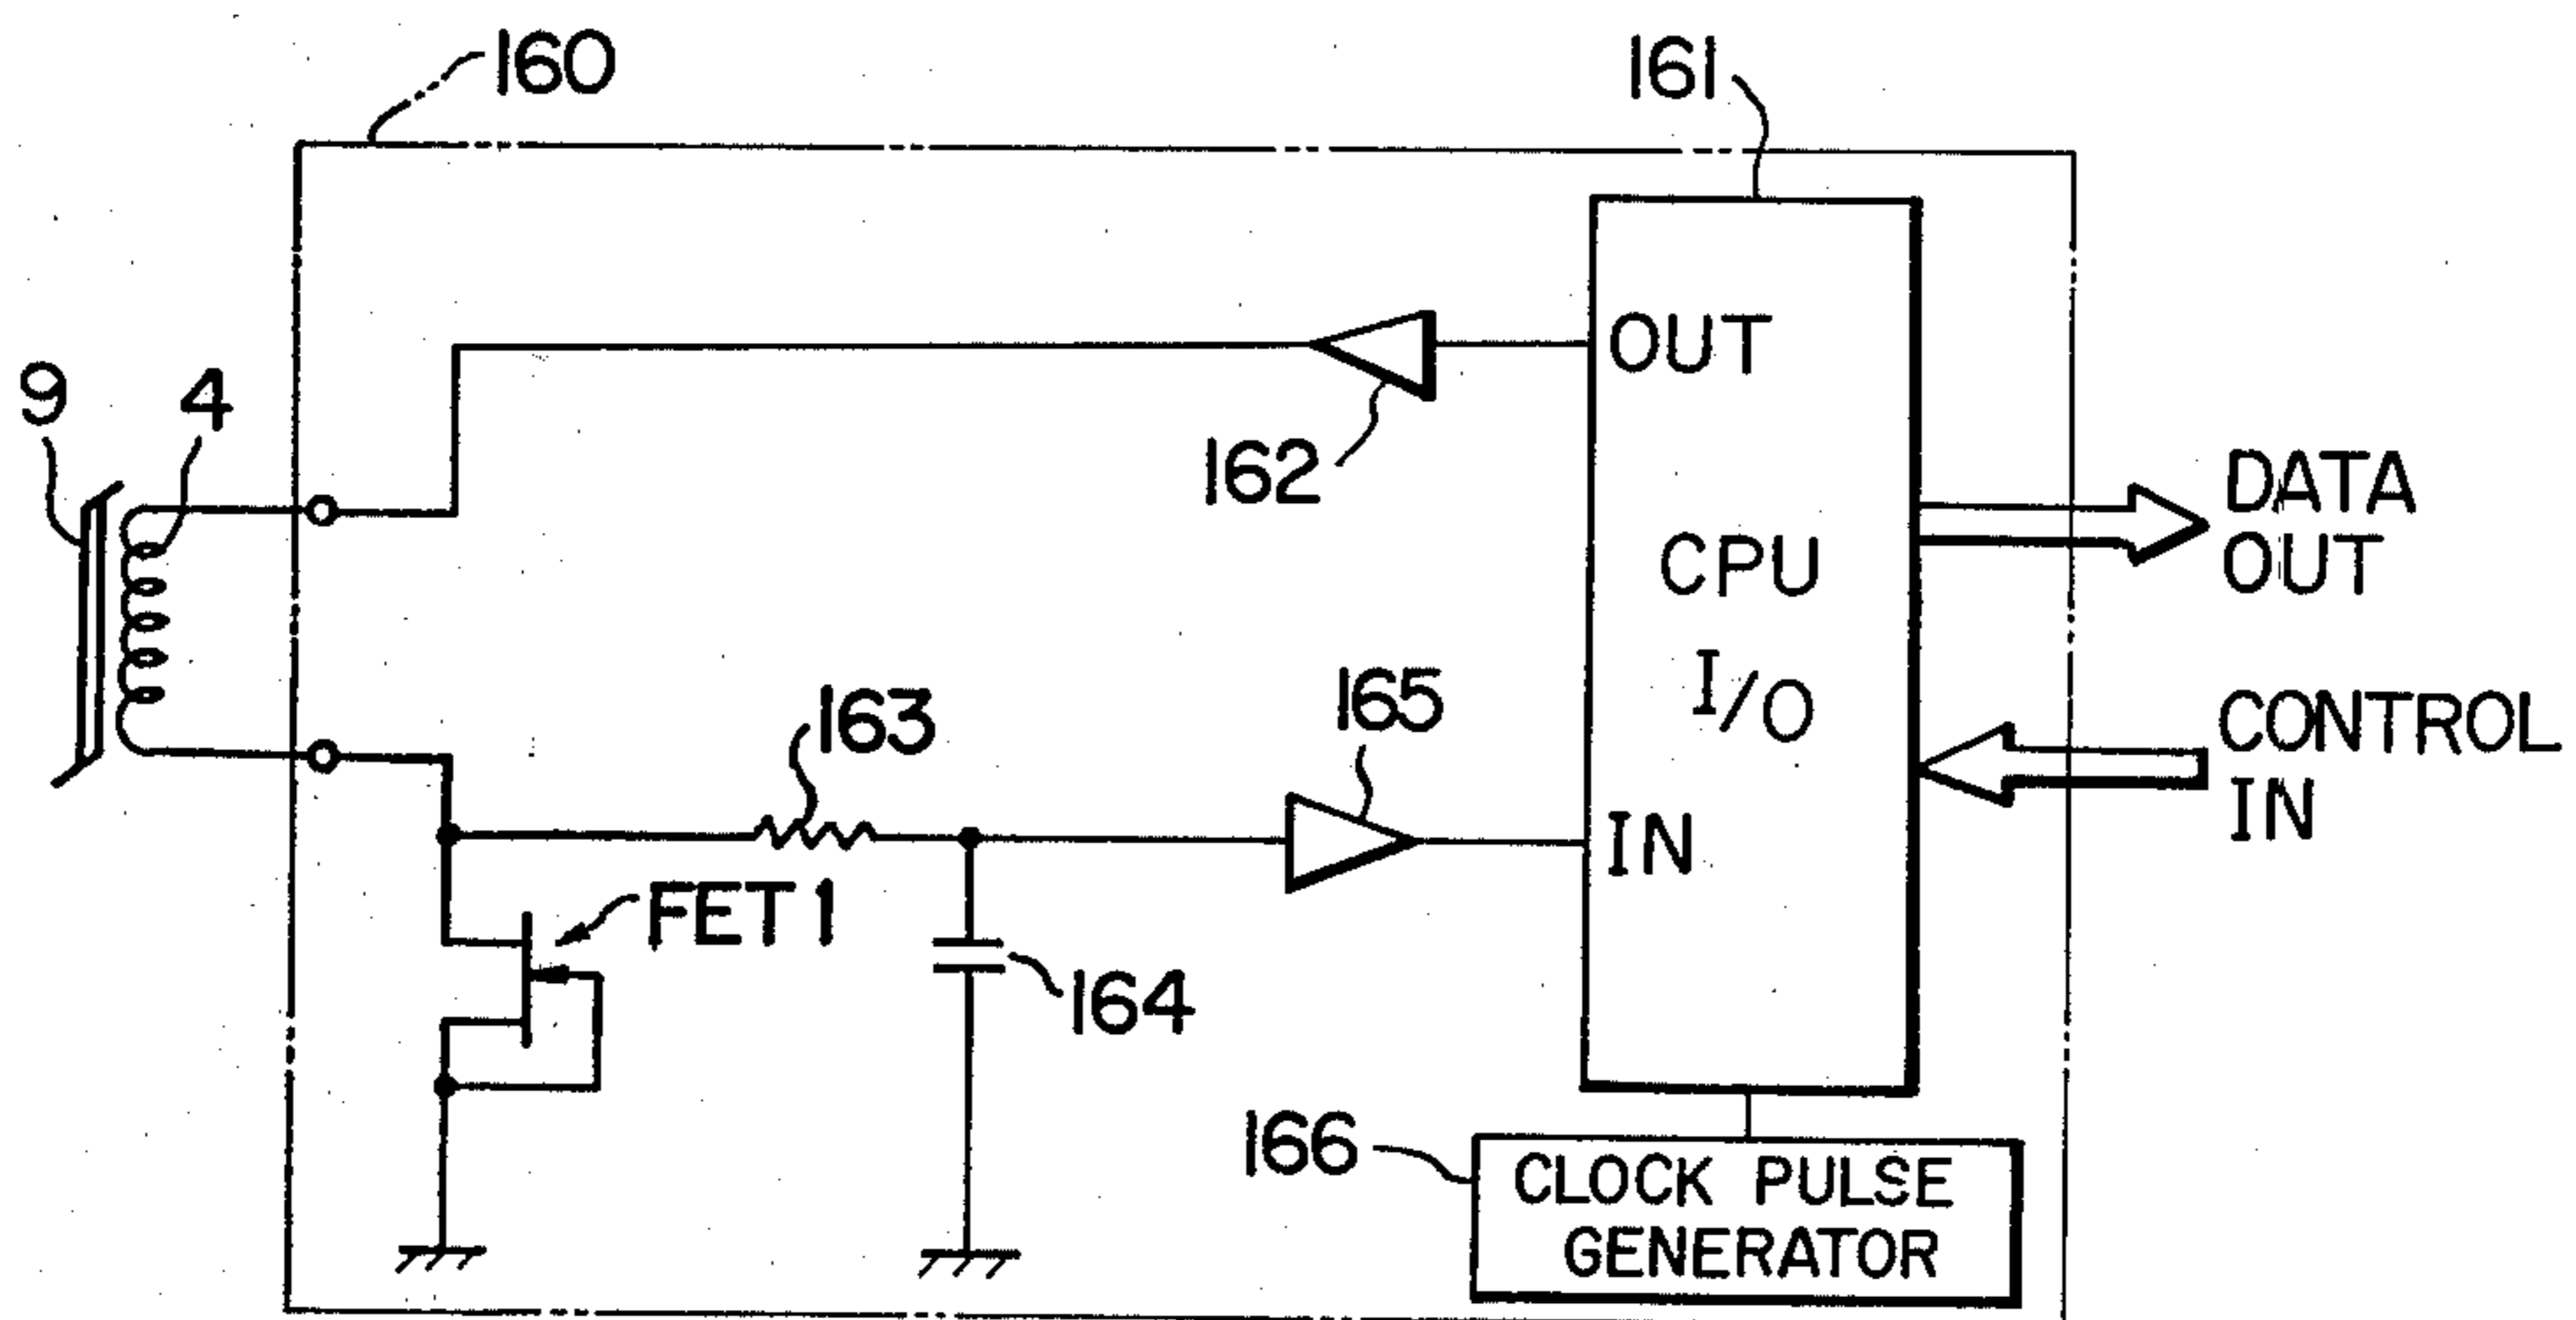 160
161
OUT
162
9
4
DATA
OUT
CPU
I/O
163
165
CONTROL
IN
IN
FET 1
164
166
CLOCK PULSE
GENERATOR